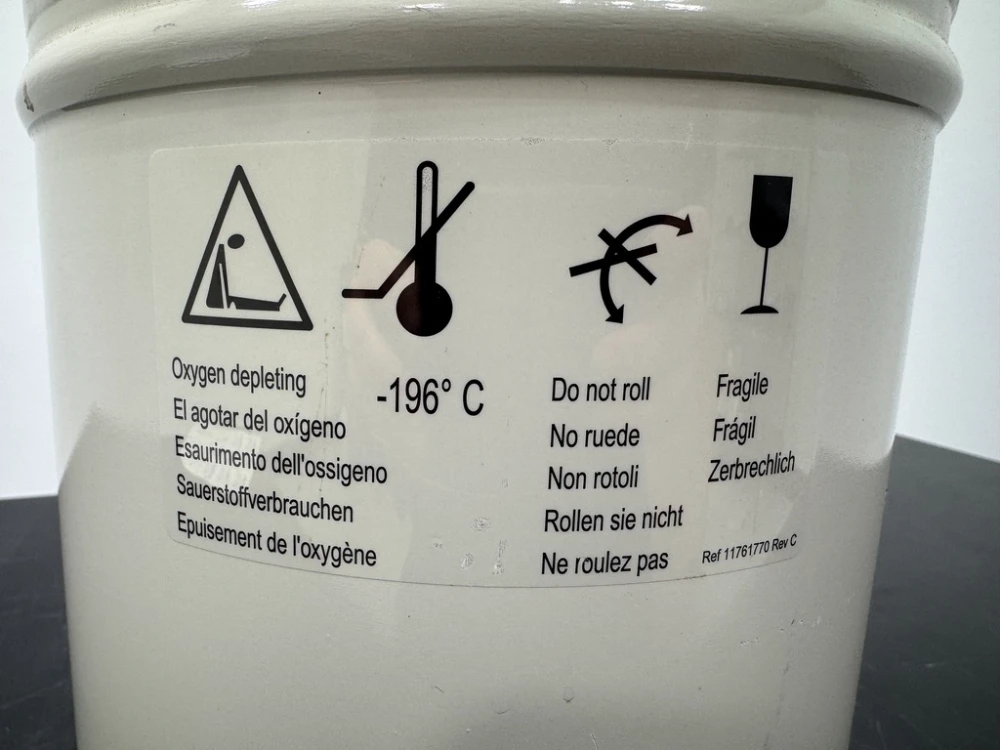 Oxygen depleting
El agotar del oxígeno
Esaurimento dell'ossigeno
Sauerstoffverbrauchen
Epuisement de l'oxygène
-196° C
Do not roll
No ruede
Non rotoli
Rollen sie nicht
Ne roulez pas
Fragile
Frágil
Zerbrechlich
Ref 11761770 Rev C